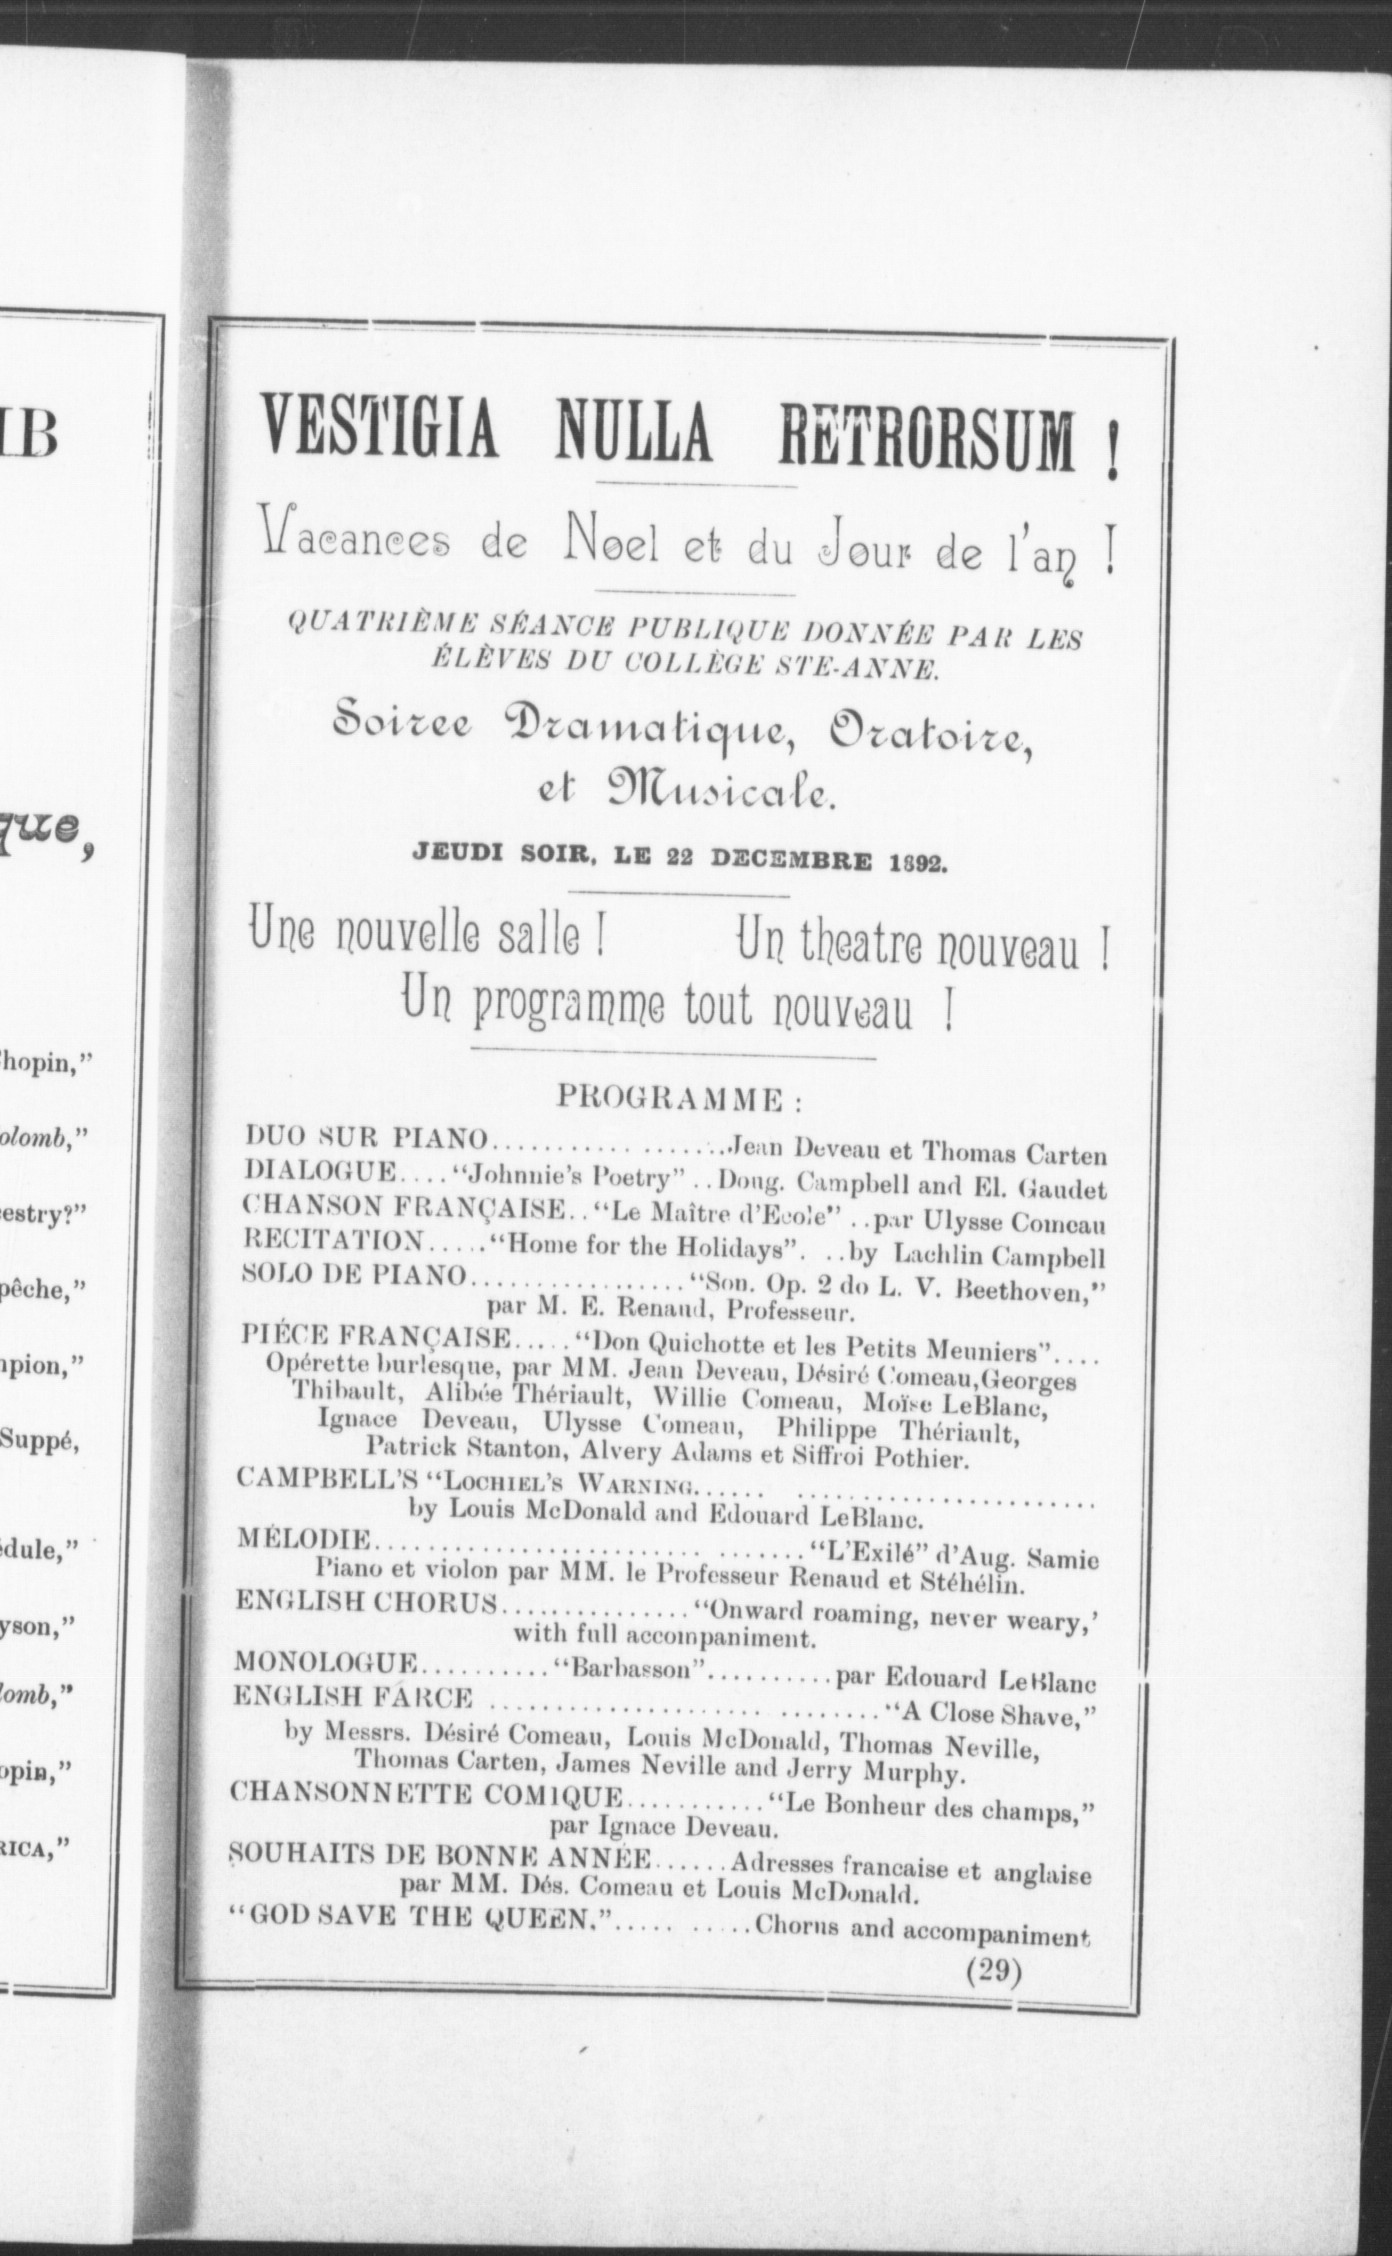 IB
que,
hopin,”
olomb,”
estry?”
pêche,”
pion,”
Suppé,
dule,”
yson,”
lomb,”
opin,”
RICA,”
VESTIGIA NULLA RETRORSUM !
Vacances de Noel et du Jour de l’an !
QUATRIÈME SÉANCE PUBLIQUE DONNÉE PAR LES
ÉLÈVES DU COLLÈGE STE-ANNE.
Soiree Dramatique, Oratoire,
et Musicale.
JEUDI SOIR, LE 22 DECEMBRE 1892.
Une nouvelle salle ! Un theatre nouveau !
Un programme tout nouveau !
PROGRAMME :
DUO SUR PIANO.....................Jean Deveau et Thomas Carten
DIALOGUE....“Johnnie’s Poetry”..Doug. Campbell and El. Gaudet
CHANSON FRANÇAISE..“Le Maître d’Ecole”..par Ulysse Comeau
RECITATION.....“Home for the Holidays”. ..by Lachlin Campbell
SOLO DE PIANO.................“Son. Op. 2 do L. V. Beethoven,”
par M. E. Renaud, Professeur.
PIÉCE FRANÇAISE.....“Don Quichotte et les Petits Meuniers”....
Opérette burlesque, par MM. Jean Deveau, Désiré Comeau,Georges
Thibault, Alibée Thériault, Willie Comeau, Moïse LeBlanc,
Ignace Deveau, Ulysse Comeau, Philippe Thériault,
Patrick Stanton, Alvery Adams et Siffroi Pothier.
CAMPBELL’S “LOCHIEL’S WARNING...... .......................
by Louis McDonald and Edouard LeBlanc.
MÉLODIE......................... .......“L’Exilé” d’Aug. Samie
Piano et violon par MM. le Professeur Renaud et Stéhélin.
ENGLISH CHORUS...............“Onward roaming, never weary,’
with full accompaniment.
MONOLOGUE..........“Barbasson”..........par Edouard LeBlanc
ENGLISH FARCE ..................... ........“A Close Shave,”
by Messrs. Désiré Comeau, Louis McDonald, Thomas Neville,
Thomas Carten, James Neville and Jerry Murphy.
CHANSONNETTE COM1QUE...........“Le Bonheur des champs,”
par Ignace Deveau.
SOUHAITS DE BONNE ANNÉE......Adresses francaise et anglaise
par MM. Dés. Comeau et Louis McDonald.
“GOD SAVE THE QUEEN.”..... .....Chorus and accompaniment
(29)